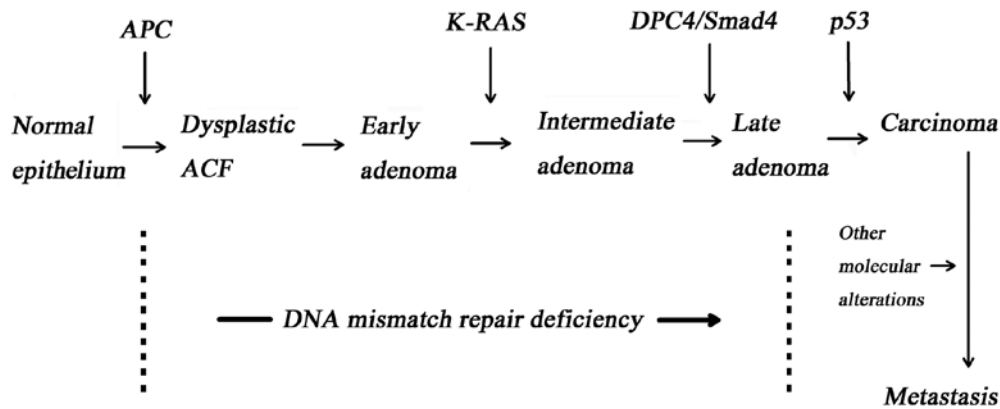 APC
K-RAS
DPC4/Smad4
p53
Normal
epithelium
Dysplastic
ACF
Early
adenoma
Intermediate
adenoma
Late
adenoma
Carcinoma
Other
molecular
alterations
DNA mismatch repair deficiency
Metastasis